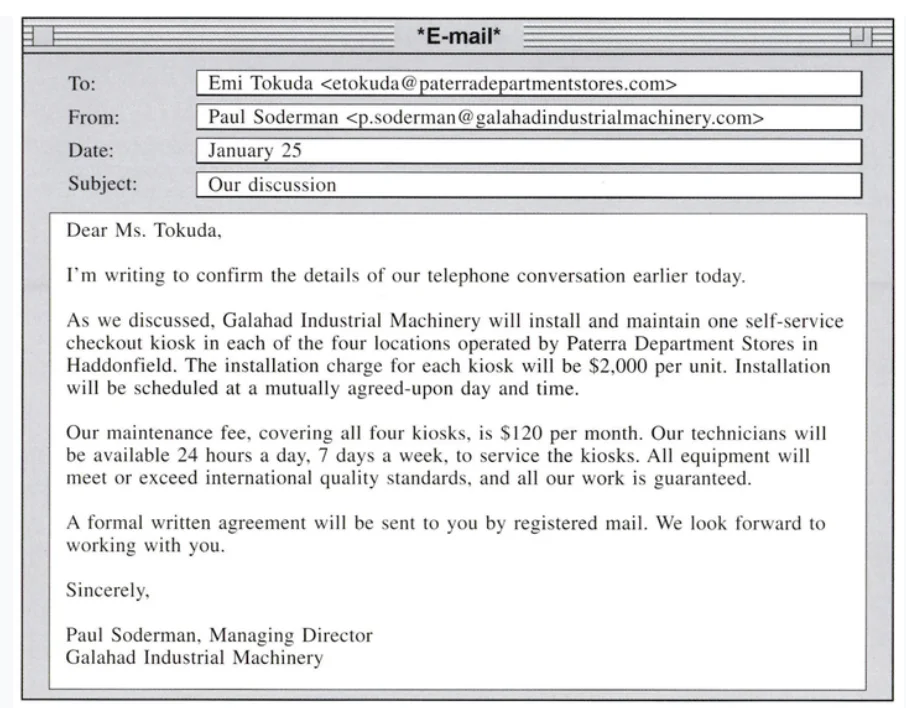 *E-mail*
To: Emi Tokuda <etokuda@paterradepartmentstores.com>
From: Paul Soderman <p.soderman@galahadindustrialmachinery.com>
Date: January 25
Subject: Our discussion
Dear Ms. Tokuda,
I'm writing to confirm the details of our telephone conversation earlier today.
As we discussed, Galahad Industrial Machinery will install and maintain one self-service
checkout kiosk in each of the four locations operated by Paterra Department Stores in
Haddonfield. The installation charge for each kiosk will be $2,000 per unit. Installation
will be scheduled at a mutually agreed-upon day and time.
Our maintenance fee, covering all four kiosks, is $120 per month. Our technicians will
be available 24 hours a day, 7 days a week, to service the kiosks. All equipment will
meet or exceed international quality standards, and all our work is guaranteed.
A formal written agreement will be sent to you by registered mail. We look forward to
working with you.
Sincerely,
Paul Soderman, Managing Director
Galahad Industrial Machinery